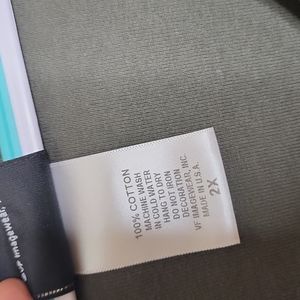 100% COTTON
MACHINE WASH
IN COLD WATER
HANG TO DRY
DO NOT IRON
DECORATION
VF IMAGEWEAR, INC.
MADE IN U.S.A.
2X